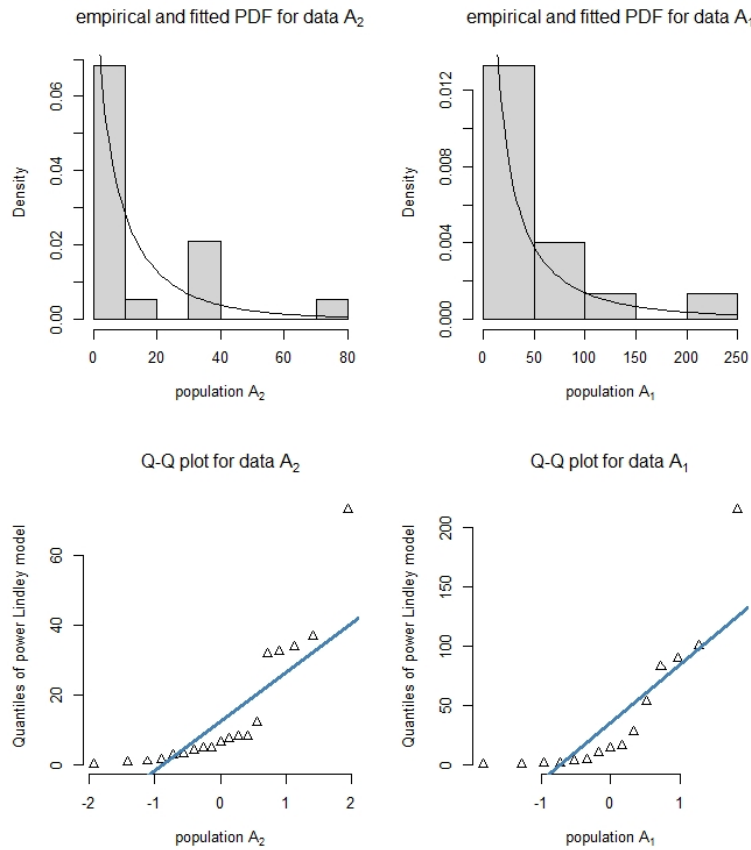 empirical and fitted PDF for data A₂
0.06
0.02
0.00
Density
0 20 40 60 80
population A₂
empirical and fitted PDF for data A₁
0.012
0.008
0.004
0.000
Density
0 50 100 150 200 250
population A₁
Q-Q plot for data A₂
60
40
20
0
Quantiles of power Lindley model
-2 -1 0 1 2
population A₂
Q-Q plot for data A₁
200
150
100
50
0
Quantiles of power Lindley model
-1 0 1
population A₁